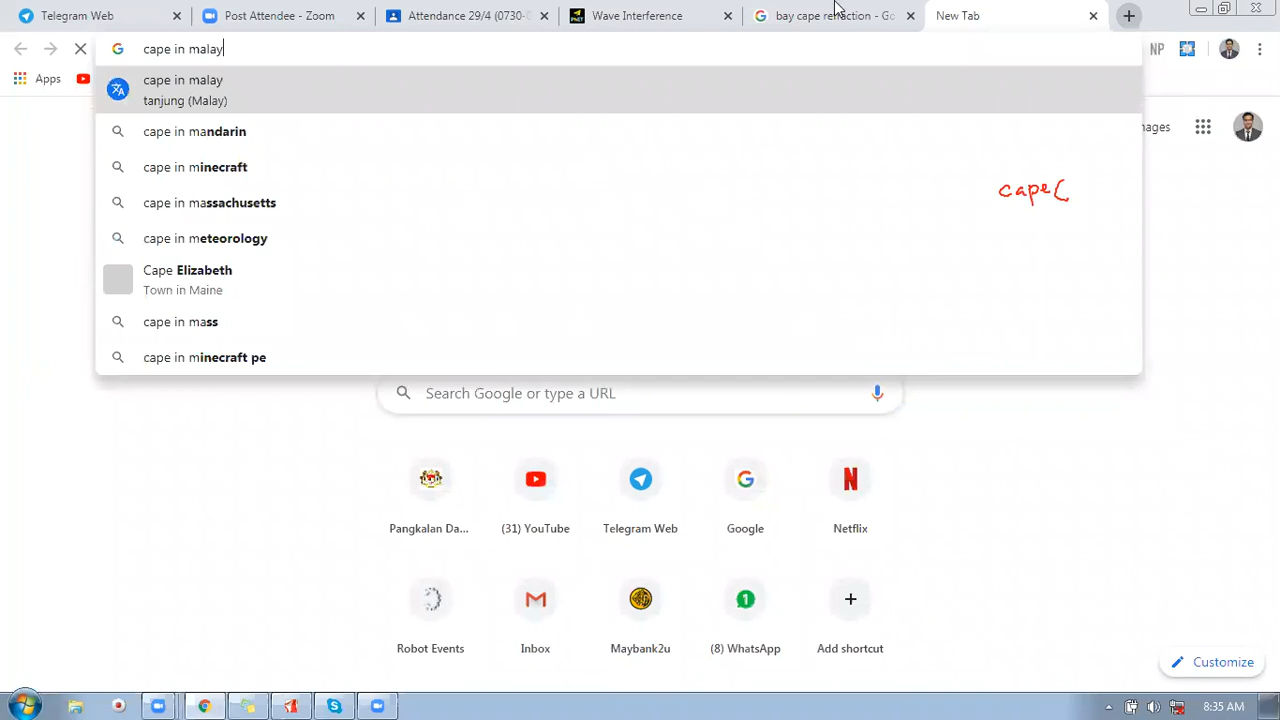 Telegram Web
Post Attendee - Zoom
Attendance 29/4 (0730-0
Wave Interference
bay cape refraction - Go
New Tab
cape in malay
NP
Apps
cape in malay
tanjung (Malay)
ages
cape in mandarin
cape in minecraft
cape(
cape in massachusetts
cape in meteorology
Cape Elizabeth
Town in Maine
cape in mass
cape in minecraft pe
Search Google or type a URL
Pangkalan Da...
(31) YouTube
Telegram Web
Google
Netflix
Robot Events
Inbox
Maybank2u
(8) WhatsApp
Add shortcut
Customize
8:35 AM